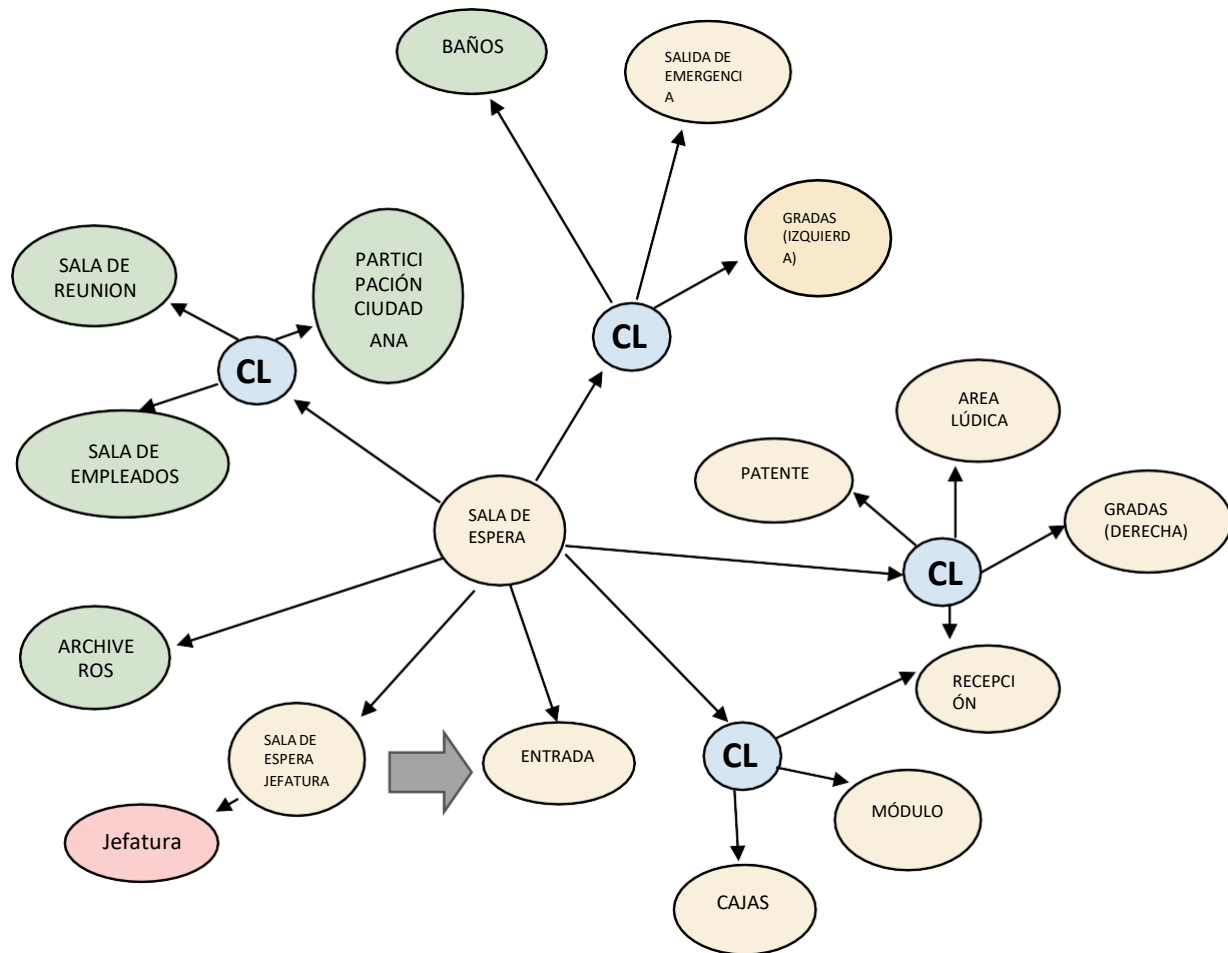 BAÑOS
SALIDA DE
EMERGENCI
A
GRADAS
(IZQUIERD
A)
SALA DE
REUNION
PARTICI
PACIÓN
CIUDAD
ANA
CL
CL
SALA DE
EMPLEADOS
AREA
LÚDICA
PATENTE
GRADAS
(DERECHA)
SALA DE
ESPERA
CL
ARCHIVE
ROS
RECEPCI
ÓN
SALA DE
ESPERA
JEFATURA
ENTRADA
CL
Jefatura
MÓDULO
CAJAS